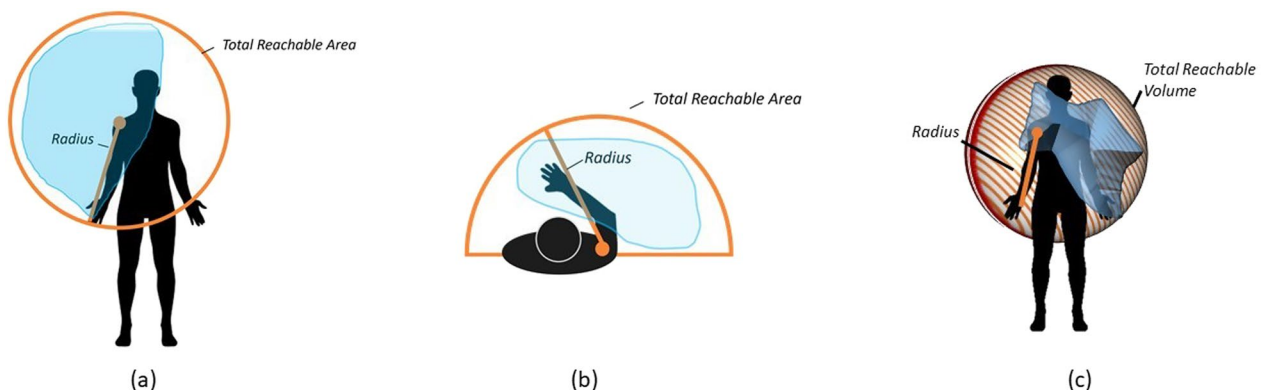 Total Reachable Area
Radius
(a)
Total Reachable Area
Radius
(b)
Total Reachable
Volume
Radius
(c)